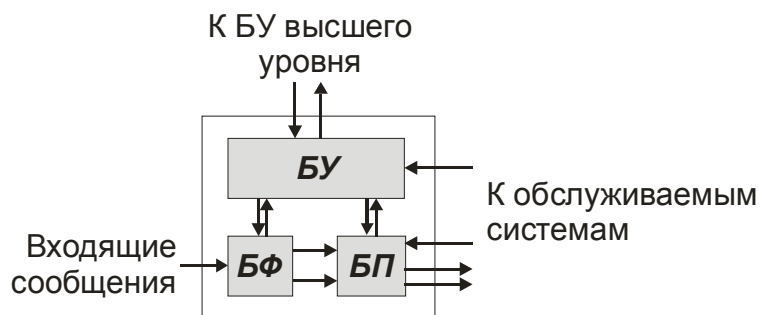 К БУ высшего
уровня
БУ
К обслуживаемым
системам
Входящие
сообщения
БФ
БП